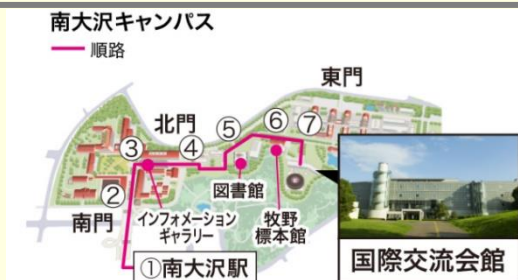 南大沢キャンパス
順路
東門
北門
⑤
⑥
⑦
③
④
②
図書館
南門
インフォメーション
ギャラリー
牧野
標本館
①南大沢駅
国際交流会館